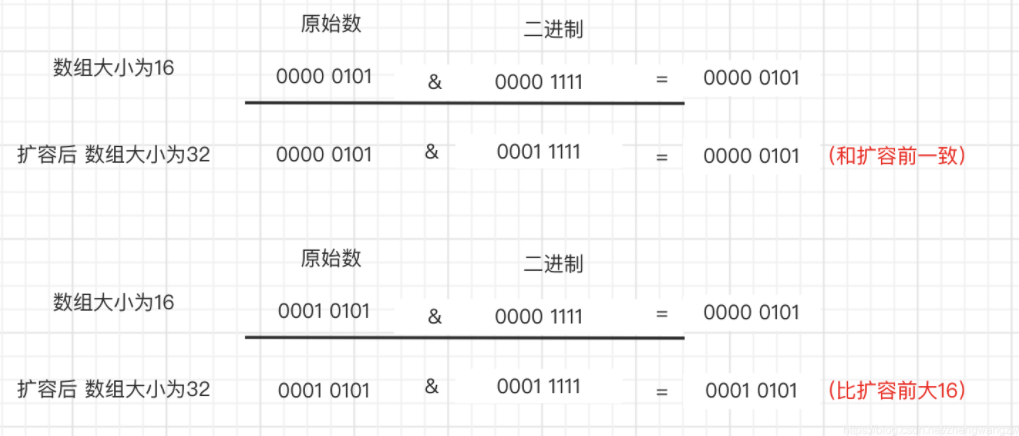 原始数 二进制
数组大小为16 0000 0101 & 0000 1111 = 0000 0101
扩容后 数组大小为32 0000 0101 & 0001 1111 = 0000 0101 (和扩容前一致)
原始数 二进制
数组大小为16 0001 0101 & 0000 1111 = 0000 0101
扩容后 数组大小为32 0001 0101 & 0001 1111 = 0001 0101 (比扩容前大16)